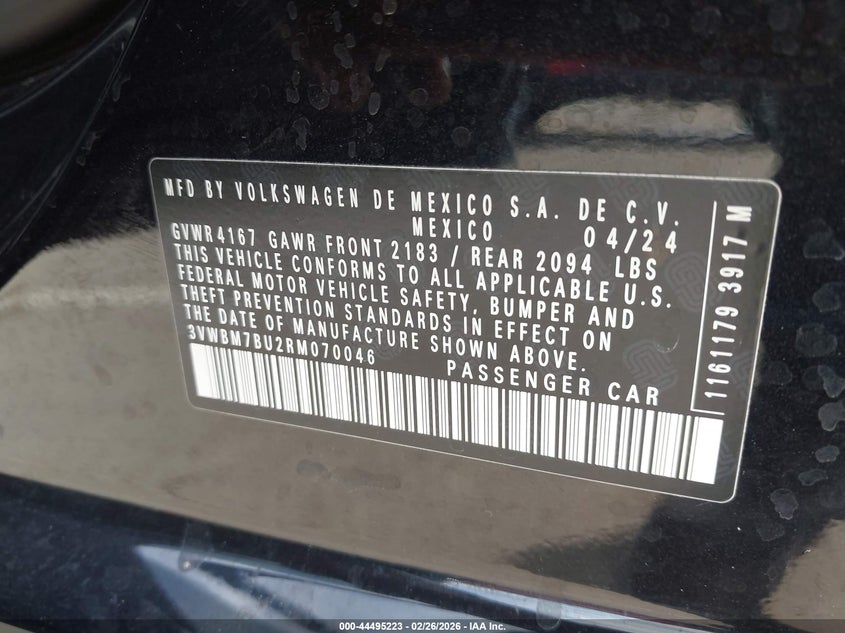 MFD BY VOLKSWAGEN DE MEXICO S.A. DE C.V.
MEXICO 04/24
GVWR 4167 GAWR FRONT 2183 / REAR 2094 LBS
THIS VEHICLE CONFORMS TO ALL APPLICABLE U.S.
FEDERAL MOTOR VEHICLE SAFETY, BUMPER AND
THEFT PREVENTION STANDARDS IN EFFECT ON
THE DATE OF MANUFACTURE SHOWN ABOVE.
3VWBM7BU2RM070046 PASSENGER CAR
1161179 3917 M
000-44495223 - 02/26/2026 - IAA Inc.